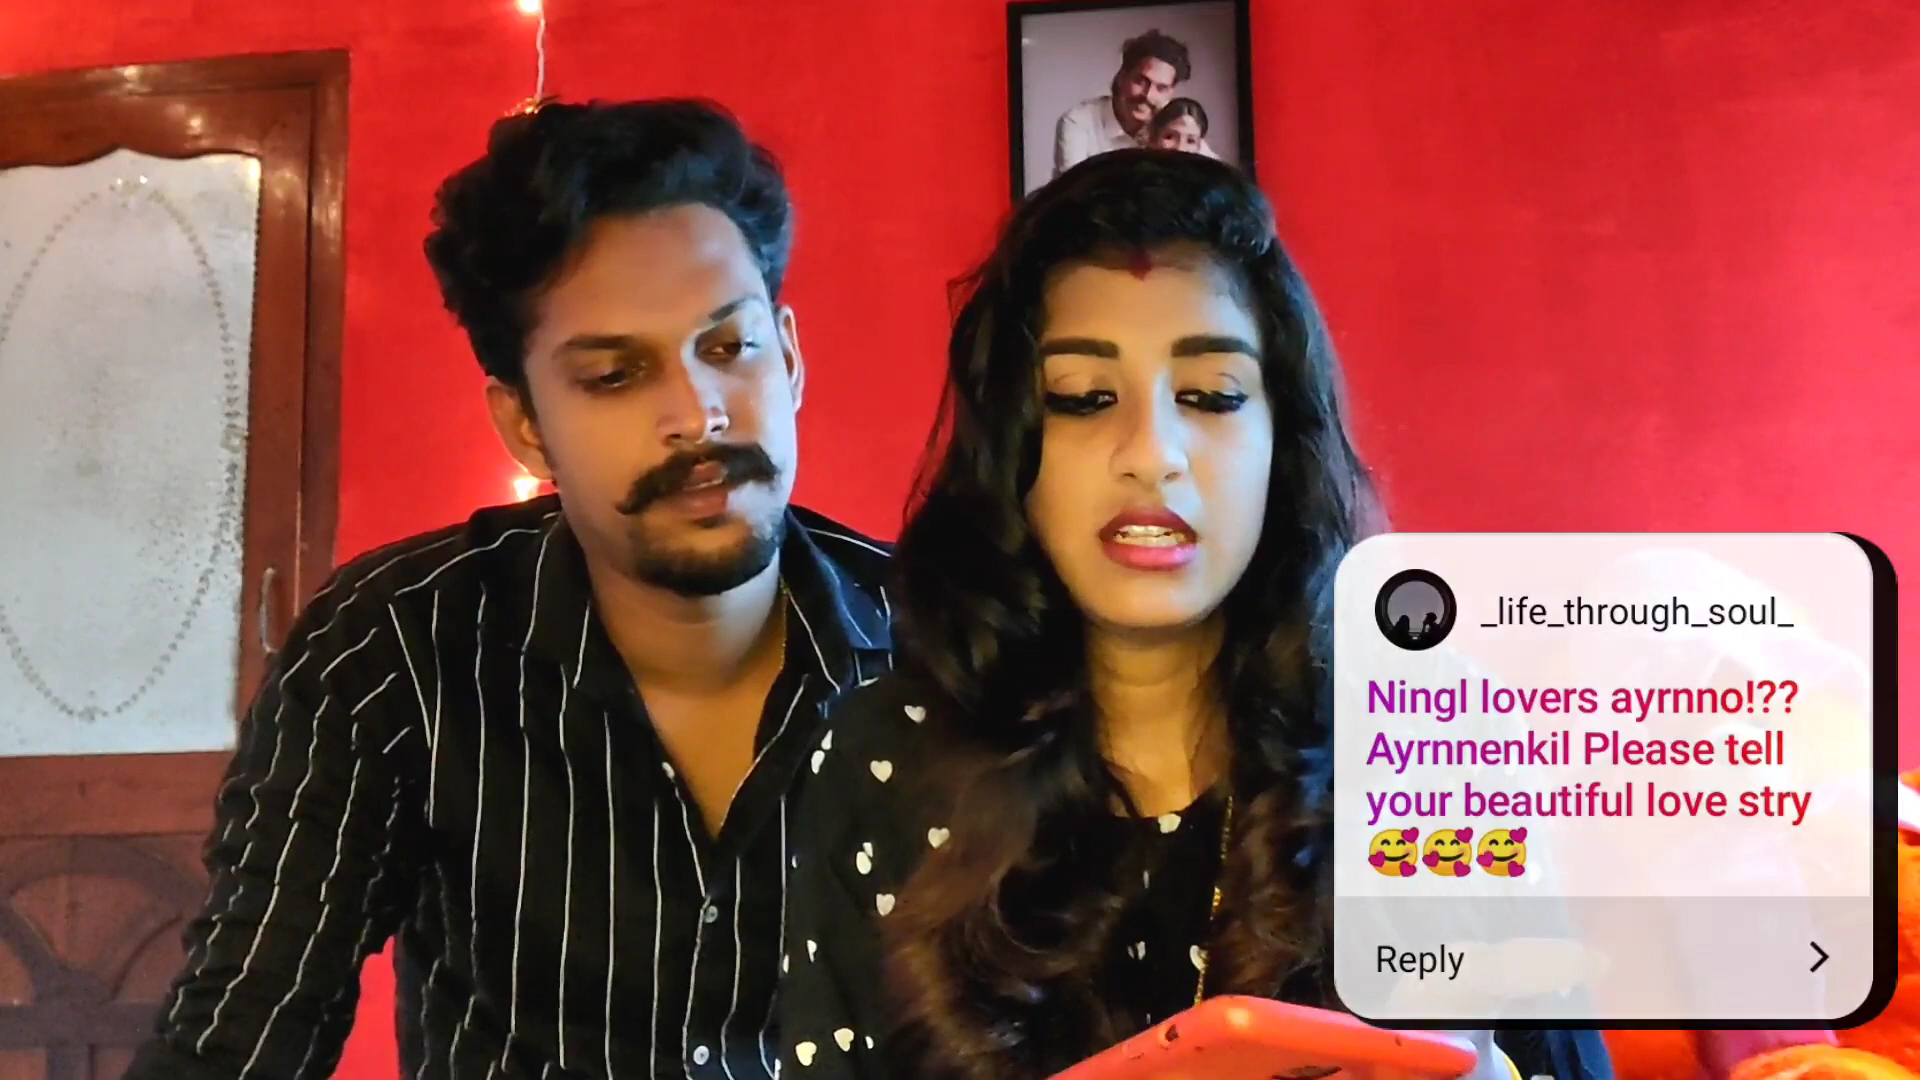 _life_through_soul_
Ningl lovers ayrnno!??
Ayrnnenkil Please tell
your beautiful love stry
🥰🥰🥰
Reply